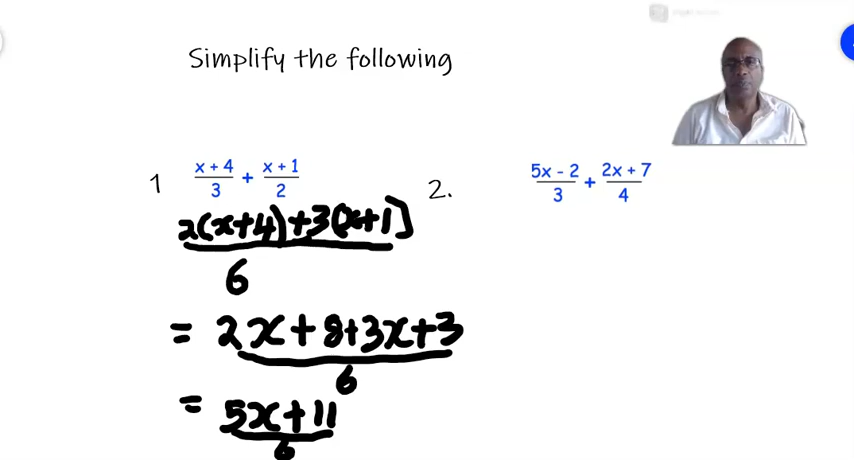 Simplify the following
1 (x + 4)/3 + (x + 1)/2
2(x+4)+3(x+1)
6
= 2x+8+3x+3
6
= 5x+11
6
2. (5x - 2)/3 + (2x + 7)/4